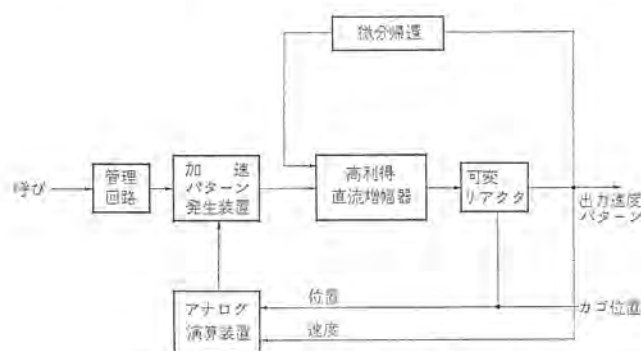 微分帰還
呼び
管理
回路
加速
パターン
発生装置
高利得
直流増幅器
可変
リアクタ
出力速度
パターン
アナログ
演算装置
位置
カゴ位置
速度